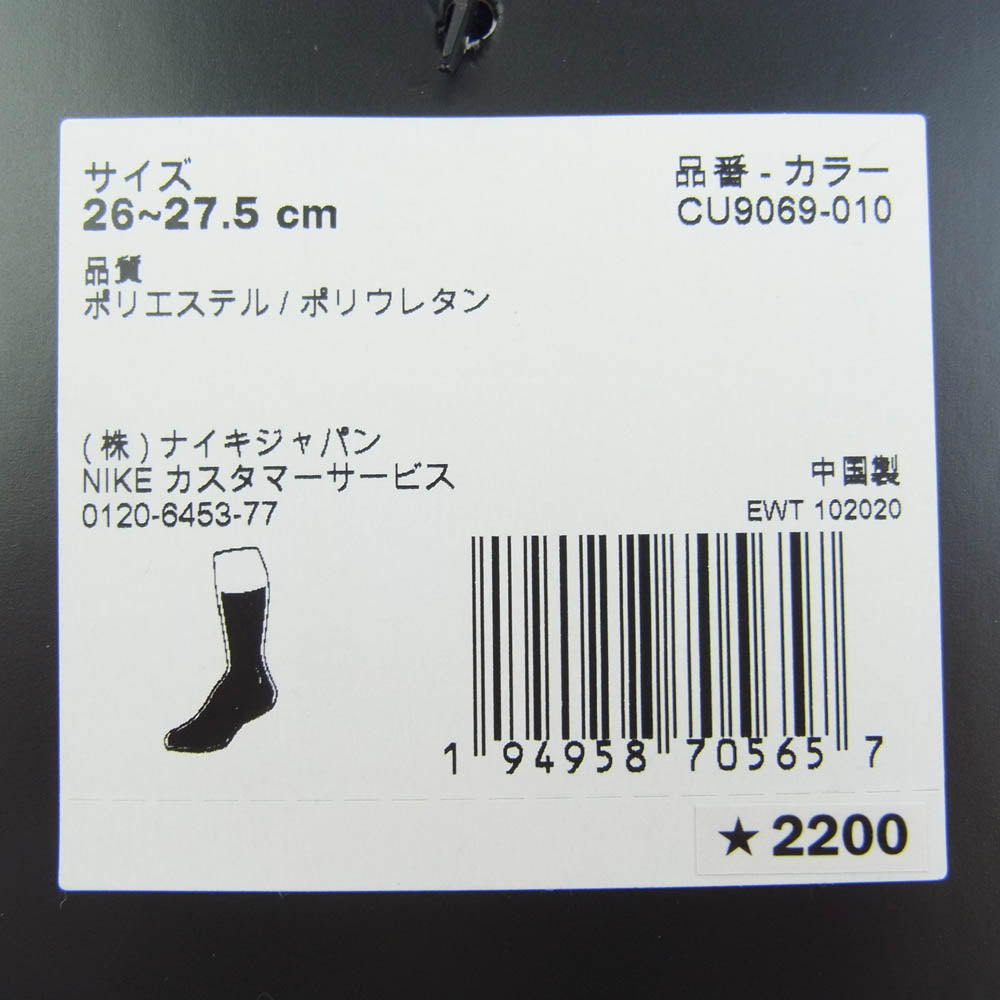 サイズ
26~27.5 cm
品番 - カラー
CU9069-010
品質
ポリエステル / ポリウレタン
(株)ナイキジャパン
NIKE カスタマーサービス
0120-6453-77
中国製
EWT 102020
1 94958 70565 7
★2200